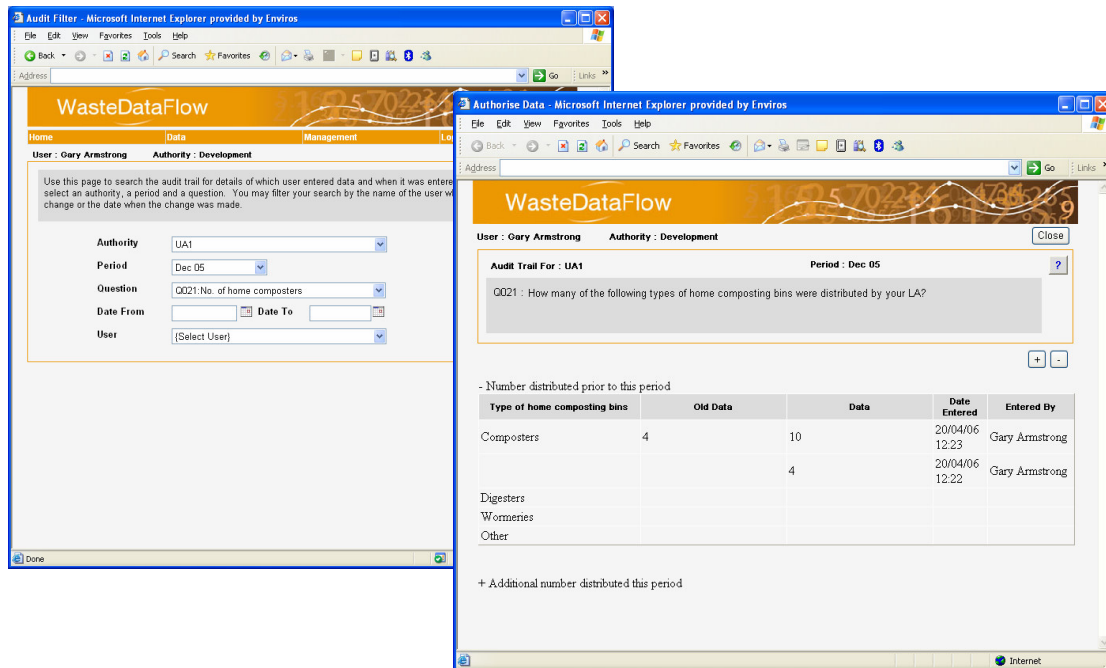 Audit Filter - Microsoft Internet Explorer provided by Enviros
File Edit View Favorites Tools Help
Back Search Favorites
Address Go Links »
WasteDataFlow
Home Data Management
User : Gary Armstrong Authority : Development
Use this page to search the audit trail for details of which user entered data and when it was
select an authority, a period and a question. You may filter your search by the name of the user
change or the date when the change was made.
Authority UA1
Period Dec 05
Question Q021:No. of home composters
Date From Date To
User {Select User}
Done
Authorise Data - Microsoft Internet Explorer provided by Enviros
File Edit View Favorites Tools Help
Back Search Favorites
Address Go Links »
WasteDataFlow
User : Gary Armstrong Authority : Development Close
Audit Trail For : UA1 Period : Dec 05 ?
Q021 : How many of the following types of home composting bins were distributed by your LA?
+ -
- Number distributed prior to this period
Type of home composting bins Old Data Data Date Entered Entered By
Composters 4 10 20/04/06 12:23 Gary Armstrong
4 20/04/06 12:22 Gary Armstrong
Digesters
Wormeries
Other
+ Additional number distributed this period
Internet